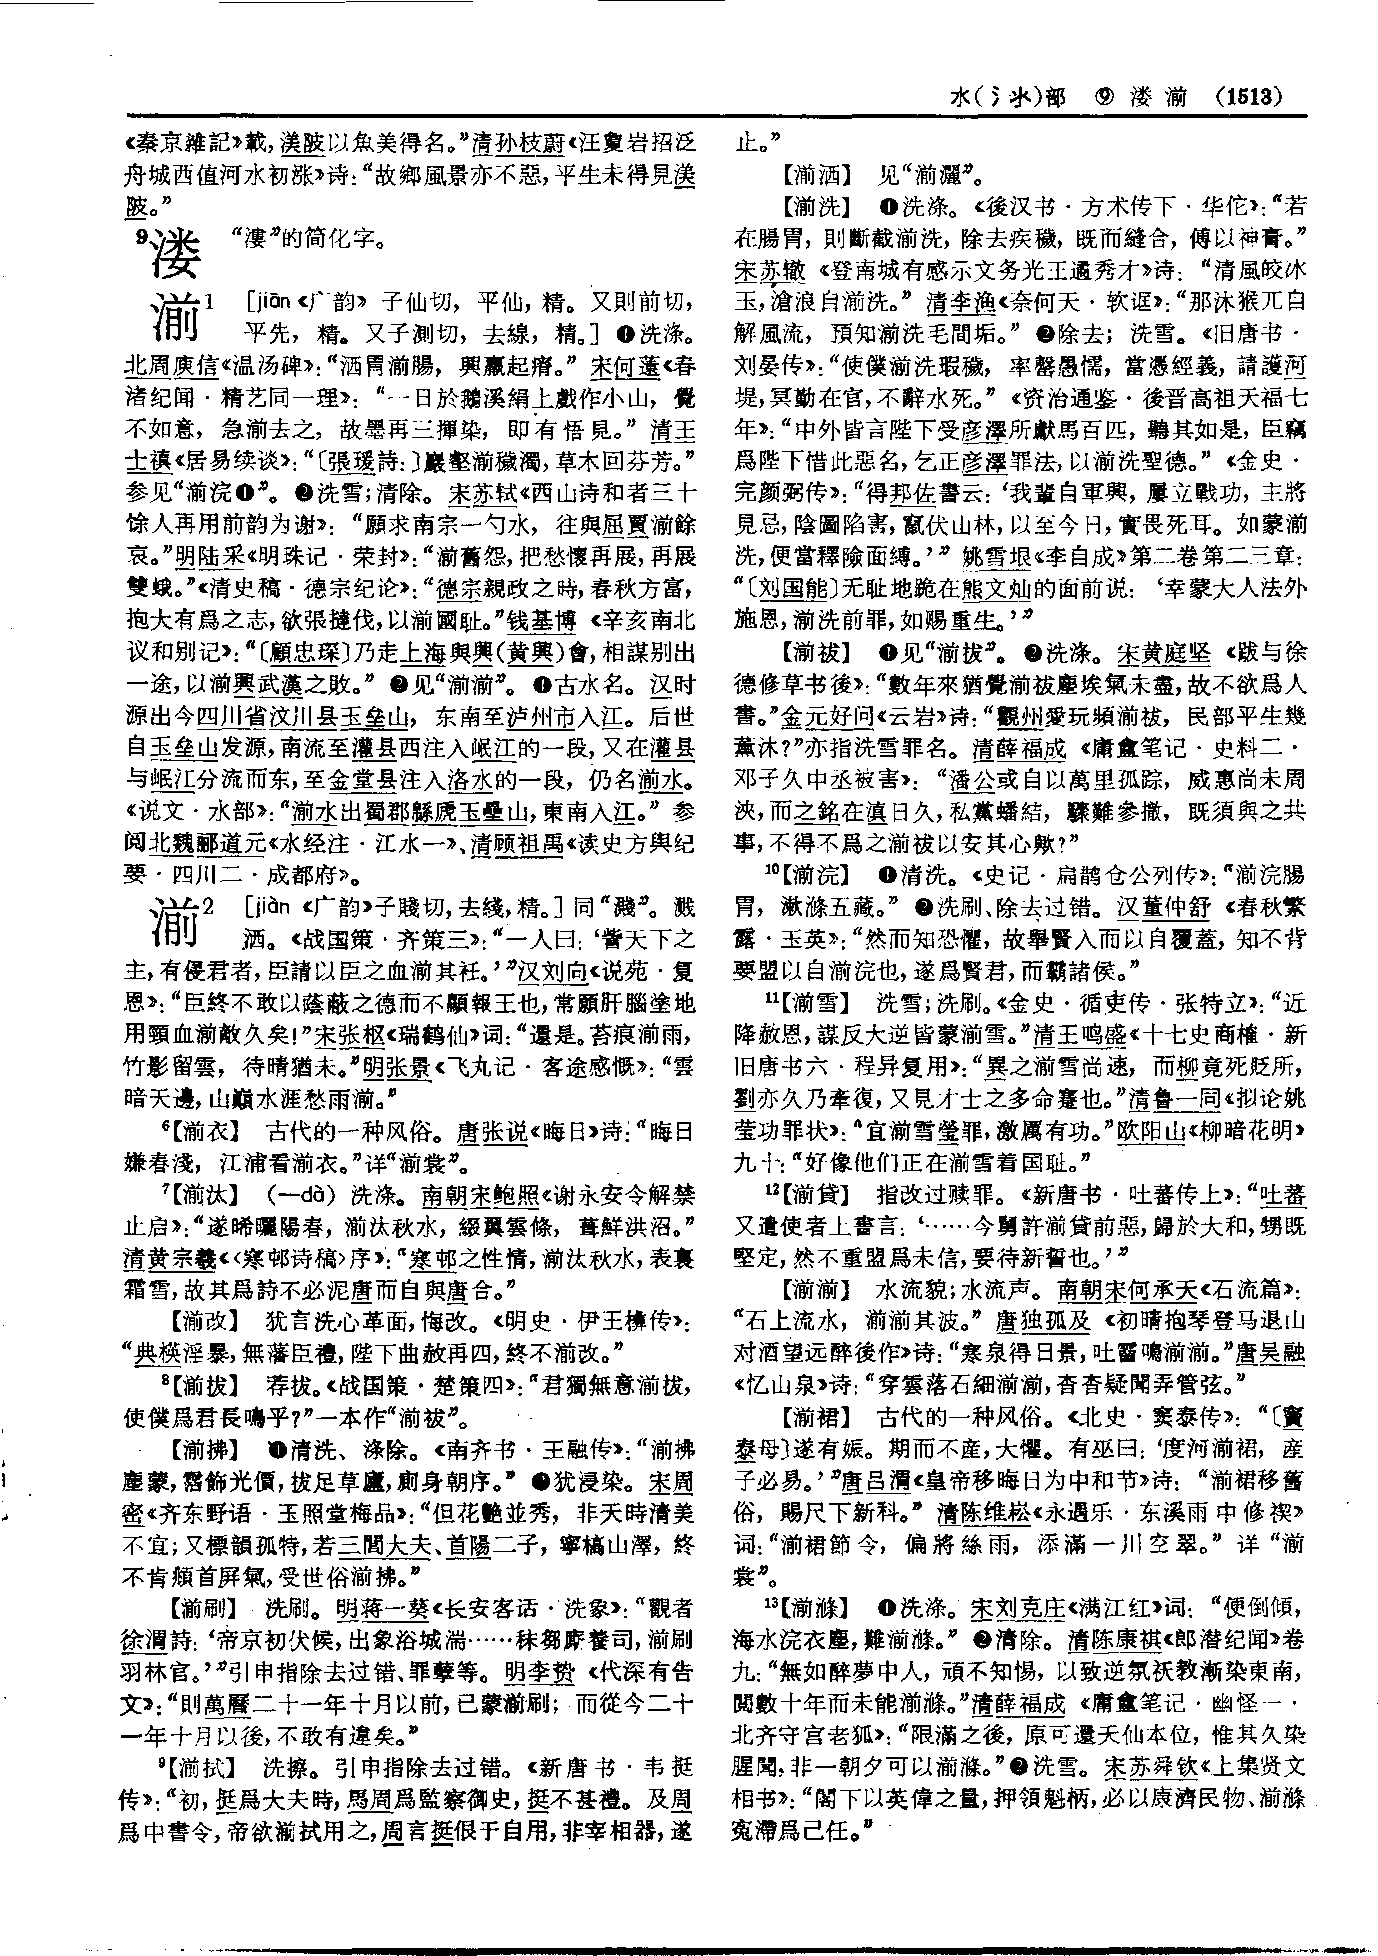 水(氵氺)部 ⑨ 溇 湔 (1513)
《秦京雜記》載,渼陂以魚美得名。”清孙枝蔚《汪敻岩招泛
舟城西值河水初涨》诗:“故鄉風景亦不惡,平生未得見渼
陂。”
9溇 “漊”的简化字。
湔1 [jiān《广韵》子仙切,平仙,精。又則前切,
平先,精。又子測切,去線,精。] ❶洗涤。
北周庾信《温汤碑》:“洒胃湔腸,興羸起瘠。” 宋何薳《春
渚纪闻·精艺同一理》:“一日於鵝溪絹上戲作小山,覺
不如意,急湔去之,故墨再三揮染,即有悟見。” 清王
士禛《居易续谈》:“〔張瑗詩:〕巖壑湔穢濁,草木回芬芳。”
参见“湔浣❶”。 ❷洗雪;清除。 宋苏轼《西山诗和者三十
馀人再用前韵为谢》:“願求南宗一勺水,往與屈賈湔餘
哀。”明陆采《明珠记·荣封》:“湔舊怨,把愁懷再展,再展
雙蛾。”《清史稿·德宗纪论》:“德宗親政之時,春秋方富,
抱大有爲之志,欲張撻伐,以湔國耻。”钱基博《辛亥南北
议和别记》:“〔顧忠琛〕乃走上海與興(黄興)會,相謀别出
一途,以湔興武漢之敗。” ❷见“湔湔”。 ❶古水名。汉时
源出今四川省汶川县玉垒山,东南至泸州市入江。后世
自玉垒山发源,南流至灌县西注入岷江的一段,又在灌县
与岷江分流而东,至金堂县注入洛水的一段,仍名湔水。
《说文·水部》:“湔水出蜀郡緜虒玉壘山,東南入江。” 参
阅北魏郦道元《水经注·江水一》、清顾祖禹《读史方舆纪
要·四川二·成都府》。
湔2 [jiàn《广韵》子賤切,去綫,精。] 同“濺”。溅
洒。《战国策·齐策三》:“一人曰:‘訾天下之
主,有侵君者,臣請以臣之血湔其衽。’”汉刘向《说苑·复
恩》:“臣終不敢以蔭蔽之德而不顯報王也,常願肝腦塗地
用頸血湔敵久矣!”宋张枢《瑞鹤仙》词:“還是。苔痕湔雨,
竹影留雲,待晴猶未。”明张景《飞丸记·客途感慨》:“雲
暗天邊,山巔水涯愁雨湔。”
6【湔衣】 古代的一种风俗。唐张说《晦日》诗:“晦日
嫌春淺,江浦看湔衣。”详“湔裳”。
7【湔汰】 (一dà) 洗涤。南朝宋鲍照《谢永安令解禁
止启》:“遂晞曬陽春,湔汰秋水,綴翼雲條,葺鮮洪沼。”
清黄宗羲《〈寒邨诗稿〉序》:“寒邨之性情,湔汰秋水,表裏
霜雪,故其爲詩不必泥唐而自與唐合。”
【湔改】 犹言洗心革面,悔改。《明史·伊王㰘传》:
“典楧淫暴,無藩臣禮,陛下曲赦再四,終不湔改。”
8【湔拔】 荐拔。《战国策·楚策四》:“君獨無意湔拔,
使僕爲君長鳴乎?”一本作“湔祓”。
【湔拂】 ❶清洗、涤除。《南齐书·王融传》:“湔拂
塵蒙,霑飾光價,拔足草廬,廁身朝序。” ❷犹浸染。宋周
密《齐东野语·玉照堂梅品》:“但花艷並秀,非天時清美
不宜;又標韻孤特,若三閭大夫、首陽二子,寧槁山澤,終
不肯頫首屏氣,受世俗湔拂。”
【湔刷】 洗刷。明蒋一葵《长安客话·洗象》:“觀者
徐渭詩:‘帝京初伏候,出象浴城湍……秣芻廝養司,湔刷
羽林官。’”引申指除去过错、罪孽等。明李贽《代深有告
文》:“則萬曆二十一年十月以前,已蒙湔刷;而從今二十
一年十月以後,不敢有違矣。”
9【湔拭】 洗擦。引申指除去过错。《新唐书·韦挺
传》:“初,挺爲大夫時,馬周爲監察御史,挺不甚禮。及周
爲中書令,帝欲湔拭用之,周言挺佷于自用,非宰相器,遂
止。”
【湔洒】 见“湔灑”。
【湔洗】 ❶洗涤。《後汉书·方术传下·华佗》:“若
在腸胃,則斷截湔洗,除去疾穢,既而縫合,傅以神膏。”
宋苏辙《登南城有感示文务光王遹秀才》诗:“清風皎冰
玉,滄浪自湔洗。” 清李渔《奈何天·软诓》:“那沐猴兀自
解風流,預知湔洗毛間垢。” ❷除去;洗雪。《旧唐书·
刘晏传》:“使僕湔洗瑕穢,率罄愚懦,當憑經義,請護河
堤,冥勤在官,不辭水死。”《资治通鉴·後晋高祖天福七
年》:“中外皆言陛下受彦澤所獻馬百匹,聽其如是,臣竊
爲陛下惜此惡名,乞正彦澤罪法,以湔洗聖德。”《金史·
完颜弼传》:“得邦佐書云:‘我輩自軍興,屢立戰功,主將
見忌,陰圖陷害,竄伏山林,以至今日,實畏死耳。如蒙湔
洗,便當釋險面縛。’” 姚雪垠《李自成》第二卷第二三章:
“〔刘国能〕无耻地跪在熊文灿的面前说:‘幸蒙大人法外
施恩,湔洗前罪,如赐重生。’”
【湔祓】 ❶见“湔拔”。 ❷洗涤。宋黄庭坚《跋与徐
德修草书後》:“數年來猶覺湔祓塵埃氣未盡,故不欲爲人
書。”金元好问《云岩》诗:“觀州愛玩頻湔祓,民部平生幾
薰沐?”亦指洗雪罪名。清薛福成《庸盦笔记·史料二·
邓子久中丞被害》:“潘公或自以萬里孤踪,威惠尚未周
浹,而之銘在滇日久,私黨蟠結,驟難參撤,既須與之共
事,不得不爲之湔祓以安其心歟?”
10【湔浣】 ❶清洗。《史记·扁鹊仓公列传》:“湔浣腸
胃,漱滌五藏。” ❷洗刷、除去过错。汉董仲舒《春秋繁
露·玉英》:“然而知恐懼,故舉賢人而以自覆蓋,知不背
要盟以自湔浣也,遂爲賢君,而霸諸侯。”
11【湔雪】 洗雪;洗刷。《金史·循吏传·张特立》:“近
降赦恩,謀反大逆皆蒙湔雪。”清王鸣盛《十七史商榷·新
旧唐书六·程异复用》:“異之湔雪尚速,而柳竟死貶所,
劉亦久乃牽復,又見才士之多命蹇也。”清鲁一同《拟论姚
莹功罪状》:“宜湔雪瑩罪,激厲有功。”欧阳山《柳暗花明》
九十:“好像他们正在湔雪着国耻。”
12【湔貸】 指改过赎罪。《新唐书·吐蕃传上》:“吐蕃
又遣使者上書言:‘……今舅許湔貸前惡,歸於大和,甥既
堅定,然不重盟爲未信,要待新誓也。’”
【湔湔】 水流貌;水流声。南朝宋何承天《石流篇》:
“石上流水,湔湔其波。” 唐独孤及《初晴抱琴登马退山
对酒望远醉後作》诗:“寒泉得日景,吐霤鳴湔湔。”唐吴融
《忆山泉》诗:“穿雲落石細湔湔,杳杳疑聞弄管弦。”
【湔裙】 古代的一种风俗。《北史·窦泰传》:“〔竇
泰母〕遂有娠。期而不產,大懼。有巫曰:‘度河湔裙,產
子必易。’”唐吕渭《皇帝移晦日为中和节》诗:“湔裙移舊
俗,賜尺下新科。” 清陈维崧《永遇乐·东溪雨中修禊》
词:“湔裙節令,偏將絲雨,添滿一川空翠。” 详“湔
裳”。
13【湔滌】 ❶洗涤。宋刘克庄《满江红》词:“便倒傾,
海水浣衣塵,難湔滌。” ❷清除。清陈康祺《郎潜纪闻》卷
九:“無如醉夢中人,頑不知惕,以致逆氛祅教漸染東南,
閱數十年而未能湔滌。”清薛福成《庸盦笔记·幽怪一·
北齐守宫老狐》:“限滿之後,原可還天仙本位,惟其久染
腥聞,非一朝夕可以湔滌。”❷洗雪。宋苏舜钦《上集贤文
相书》:“閣下以英偉之量,押領魁柄,必以康濟民物、湔滌
寃滯爲己任。”